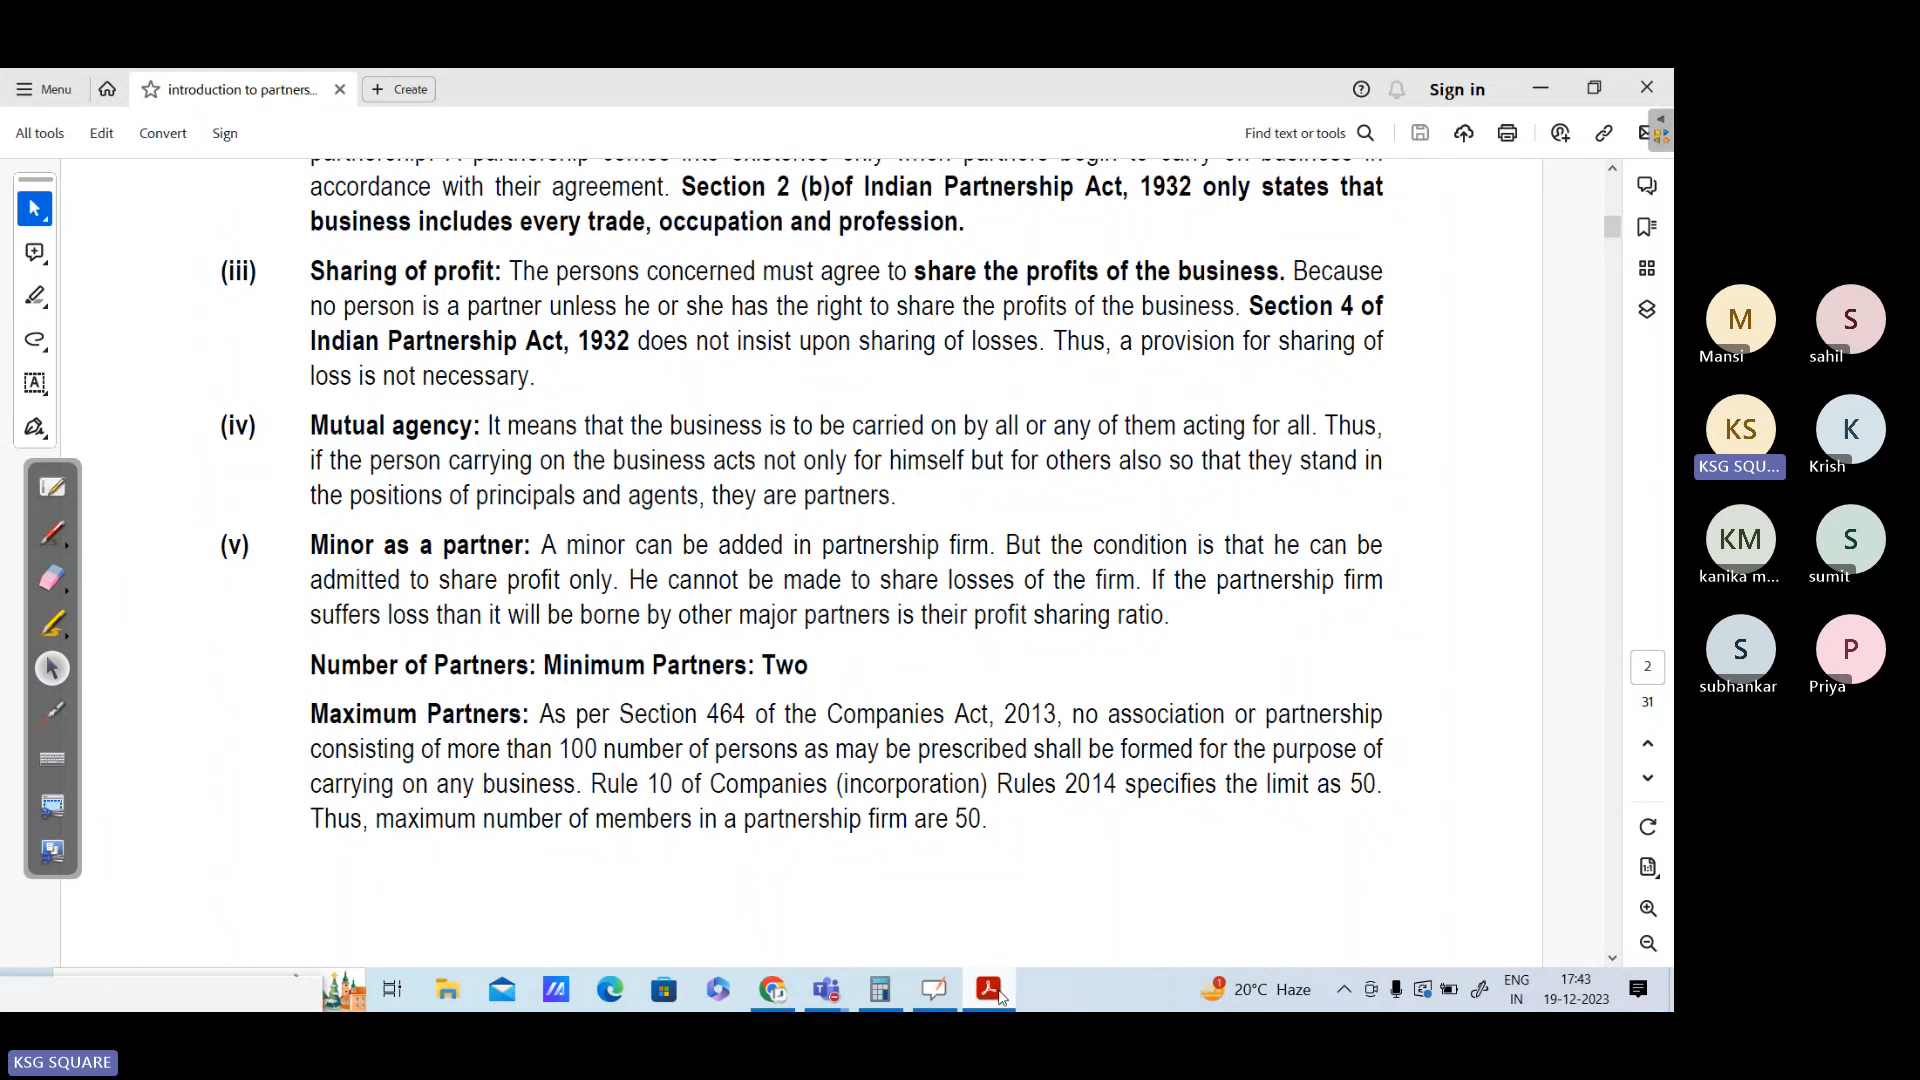 Menu
introduction to partners...
Create
Sign in
All tools
Edit
Convert
Sign
Find text or tools
partnership. A partnership comes into existence only when partners begin to carry on business in
accordance with their agreement. Section 2 (b)of Indian Partnership Act, 1932 only states that
business includes every trade, occupation and profession.
(iii) Sharing of profit: The persons concerned must agree to share the profits of the business. Because
no person is a partner unless he or she has the right to share the profits of the business. Section 4 of
Indian Partnership Act, 1932 does not insist upon sharing of losses. Thus, a provision for sharing of
loss is not necessary.
(iv) Mutual agency: It means that the business is to be carried on by all or any of them acting for all. Thus,
if the person carrying on the business acts not only for himself but for others also so that they stand in
the positions of principals and agents, they are partners.
(v) Minor as a partner: A minor can be added in partnership firm. But the condition is that he can be
admitted to share profit only. He cannot be made to share losses of the firm. If the partnership firm
suffers loss than it will be borne by other major partners is their profit sharing ratio.
Number of Partners: Minimum Partners: Two
Maximum Partners: As per Section 464 of the Companies Act, 2013, no association or partnership
consisting of more than 100 number of persons as may be prescribed shall be formed for the purpose of
carrying on any business. Rule 10 of Companies (incorporation) Rules 2014 specifies the limit as 50.
Thus, maximum number of members in a partnership firm are 50.
2
31
M
Mansi
S
sahil
KS
KSG SQU...
K
Krish
KM
kanika m...
S
sumit
S
subhankar
P
Priya
1
20°C Haze
ENG
IN
17:43
19-12-2023
KSG SQUARE